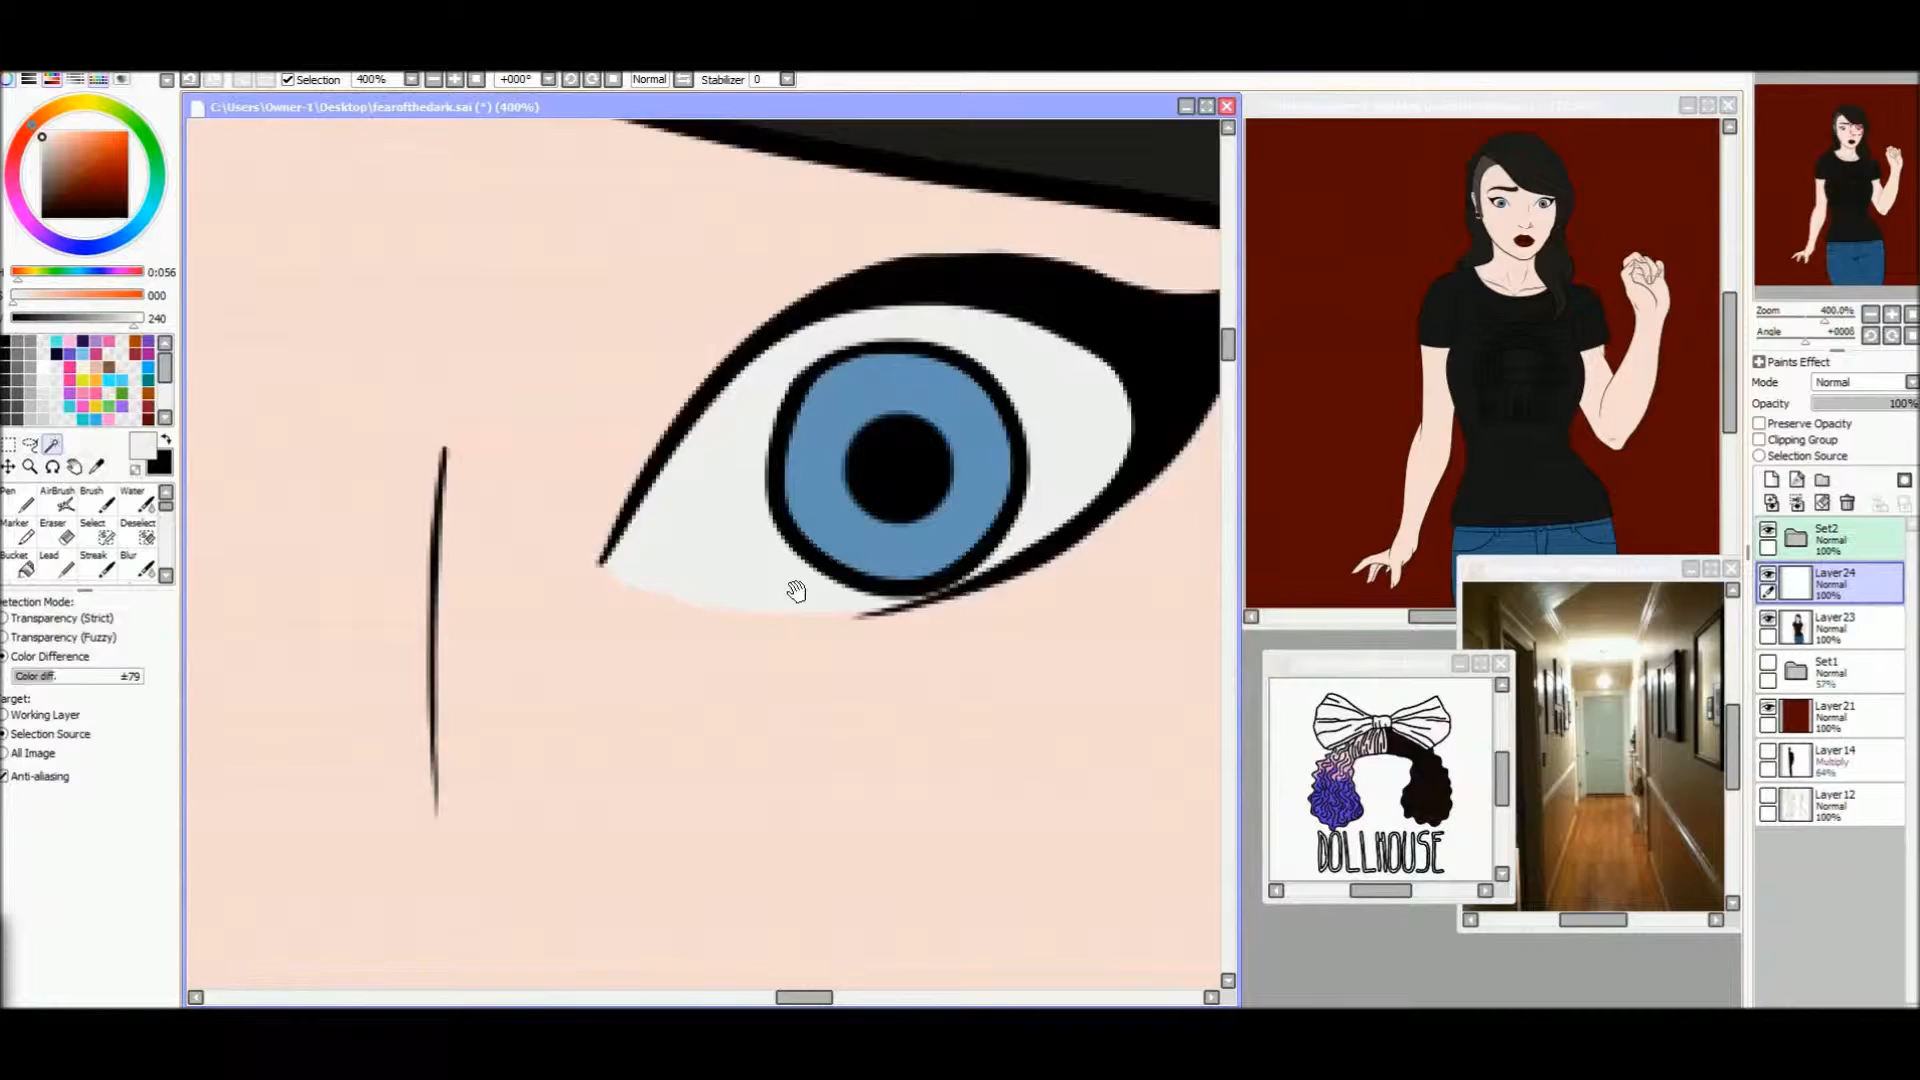 Selection 400% +000° Normal Stabilizer 0
C:\Users\Owner-1\Desktop\fearofthedark.sai (*) (400%)
0:056
000
240
Pen AirBrush Brush Water
Marker Eraser Select Deselect
Bucket Lead Streak Blur
etection Mode:
Transparency (Strict)
Transparency (Fuzzy)
Color Difference
Color diff. ±79
arget:
Working Layer
Selection Source
All Image
Anti-aliasing
DOLLHOUSE
Zoom 400.0%
Angle +0008
Paints Effect
Mode Normal
Opacity 100%
Preserve Opacity
Clipping Group
Selection Source
Set2
Normal
100%
Layer24
Normal
100%
Layer23
Normal
100%
Set1
Normal
57%
Layer21
Normal
100%
Layer14
Multiply
64%
Layer12
Normal
100%